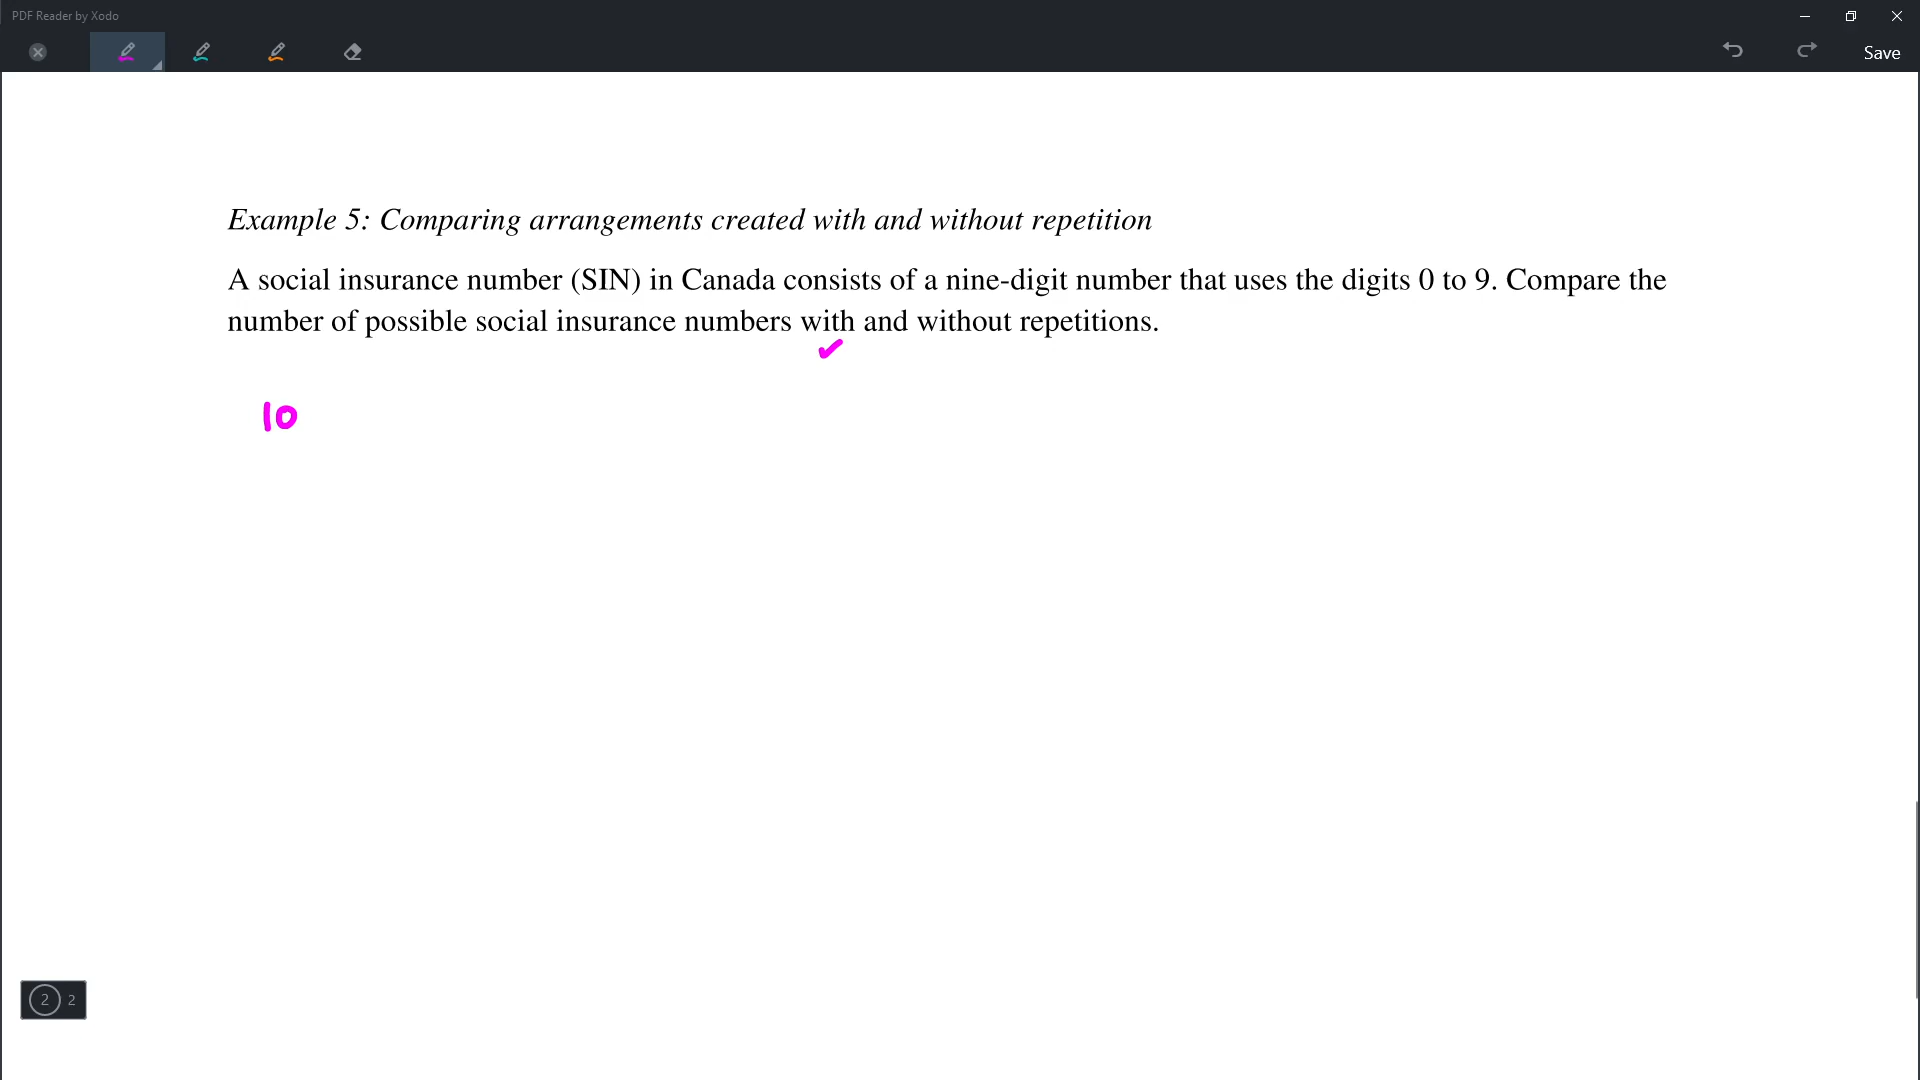 PDF Reader by Xodo
Save
Example 5: Comparing arrangements created with and without repetition
A social insurance number (SIN) in Canada consists of a nine-digit number that uses the digits 0 to 9. Compare the
number of possible social insurance numbers with and without repetitions.
10
2 2